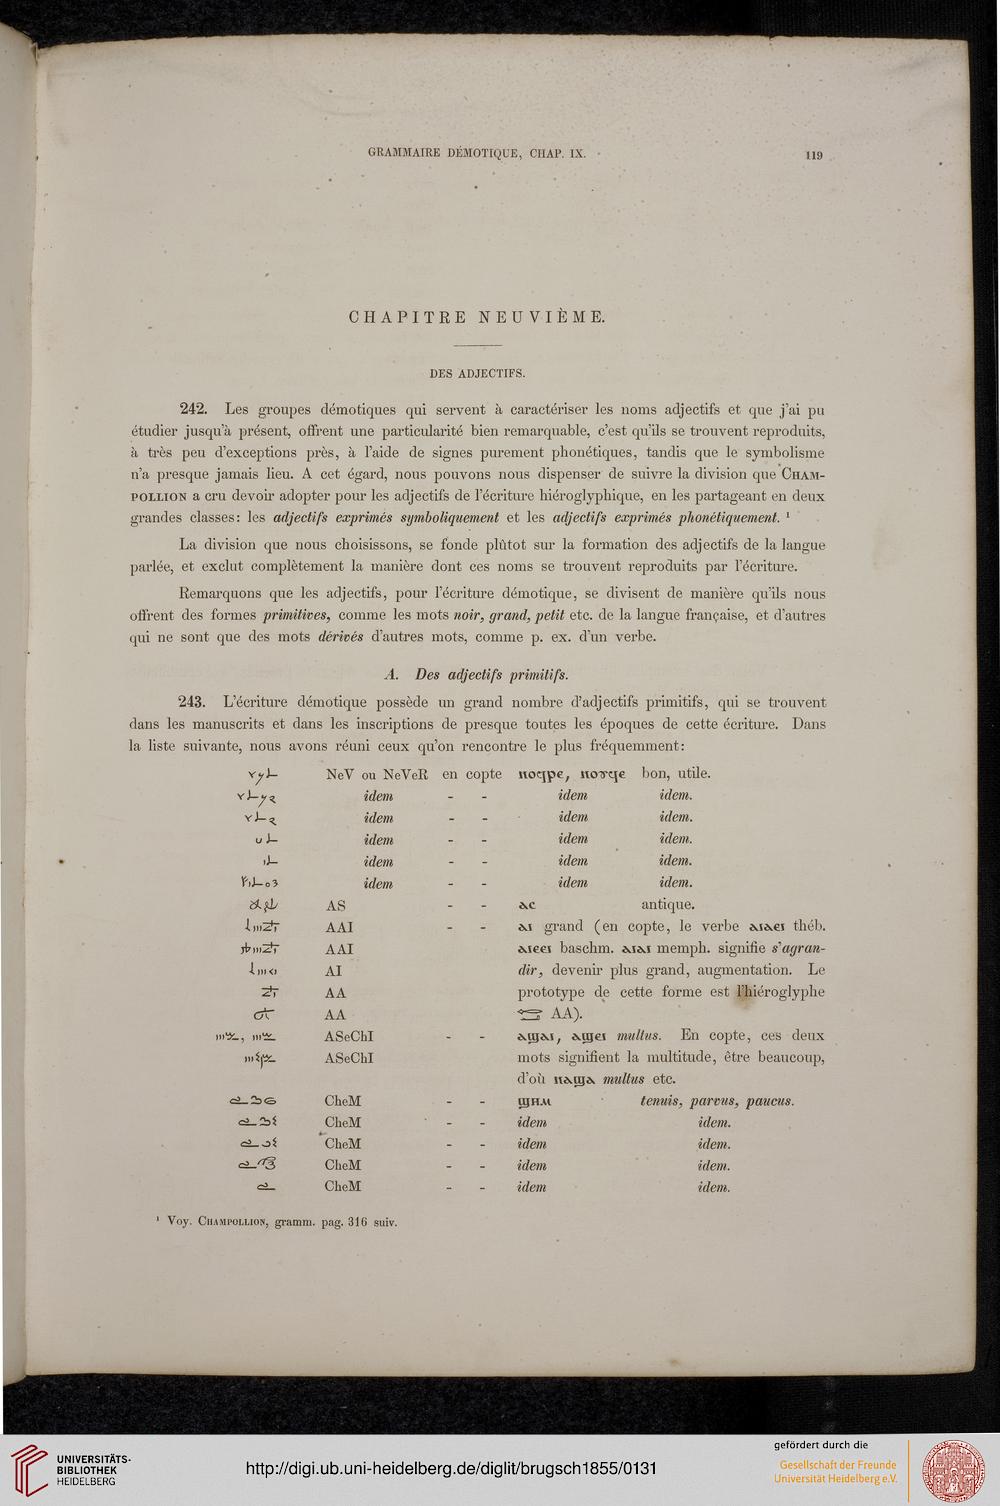 GRAMMAIRE DÉMOTIQUE, CHAP. IX. 119
CHAPITRE NEUVIÈME.
DES ADJECTIFS.
242. Les groupes démotiques qui servent à caractériser les noms adjectifs et que j'ai pu
étudier jusqu'à présent, offrent une particularité bien remarquable, c'est qu'ils se trouvent reproduits,
à très peu d'exceptions près, à l'aide de signes purement phonétiques, tandis que le symbolisme
n'a presque jamais lieu. A cet égard, nous pouvons nous dispenser de suivre la division que CHAM-
POLLION a cru devoir adopter pour les adjectifs de l'écriture hiéroglyphique, en les partageant en deux
grandes classes: les adjectifs exprimés symboliquement et les adjectifs exprimés phonétiquement. ¹
La division que nous choisissons, se fonde plûtot sur la formation des adjectifs de la langue
parlée, et exclut complètement la manière dont ces noms se trouvent reproduits par l'écriture.
Remarquons que les adjectifs, pour l'écriture démotique, se divisent de manière qu'ils nous
offrent des formes primitives, comme les mots noir, grand, petit etc. de la langue française, et d'autres
qui ne sont que des mots dérivés d'autres mots, comme p. ex. d'un verbe.
A. Des adjectifs primitifs.
243. L'écriture démotique possède un grand nombre d'adjectifs primitifs, qui se trouvent
dans les manuscrits et dans les inscriptions de presque toutes les époques de cette écriture. Dans
la liste suivante, nous avons réuni ceux qu'on rencontre le plus fréquemment:
NeV ou NeVeR en copte ⲛⲟϥⲣⲉ, ⲛⲟⲩϥⲉ bon, utile.
idem - - idem idem.
idem - - idem idem.
idem - - idem idem.
idem - - idem idem.
idem - - idem idem.
AS - - ⲁⲥ antique.
AAI - - ⲁⲓ grand (en copte, le verbe ⲁⲓⲁⲉⲓ théb.
AAI ⲁⲓⲉⲉⲓ baschm. ⲁⲓⲁⲓ memph. signifie s'agran-
AI dir, devenir plus grand, augmentation. Le
AA prototype de cette forme est l'hiéroglyphe
AA AA).
ASeChI - - ⲁϣⲁⲓ, ⲁϣⲉⲓ multus. En copte, ces deux
ASeChI mots signifient la multitude, être beaucoup,
d'où ⲛⲁϣⲁ multus etc.
CheM - - ϣⲏⲙ tenuis, parvus, paucus.
CheM - - idem idem.
CheM - - idem idem.
CheM - - idem idem.
CheM - - idem idem.
¹ Voy. CHAMPOLLION, gramm. pag. 316 suiv.
UNIVERSITÄTS-
BIBLIOTHEK
HEIDELBERG
http://digi.ub.uni-heidelberg.de/diglit/brugsch1855/0131
gefördert durch die
Gesellschaft der Freunde
Universität Heidelberg e.V.